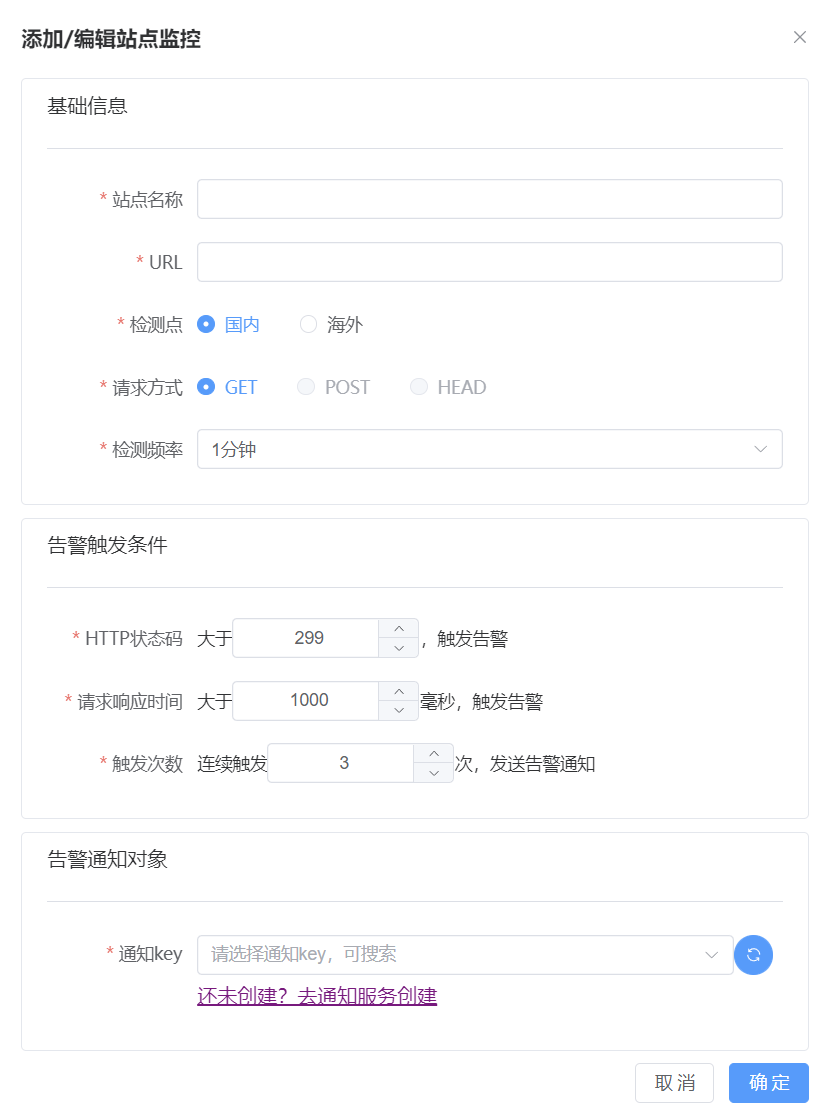 添加/编辑站点监控
基础信息
* 站点名称
* URL
* 检测点 国内 海外
* 请求方式 GET POST HEAD
* 检测频率 1分钟
告警触发条件
* HTTP状态码 大于 299 ，触发告警
* 请求响应时间 大于 1000 毫秒，触发告警
* 触发次数 连续触发 3 次，发送告警通知
告警通知对象
* 通知key 请选择通知key，可搜索
还未创建？去通知服务创建
取消 确定